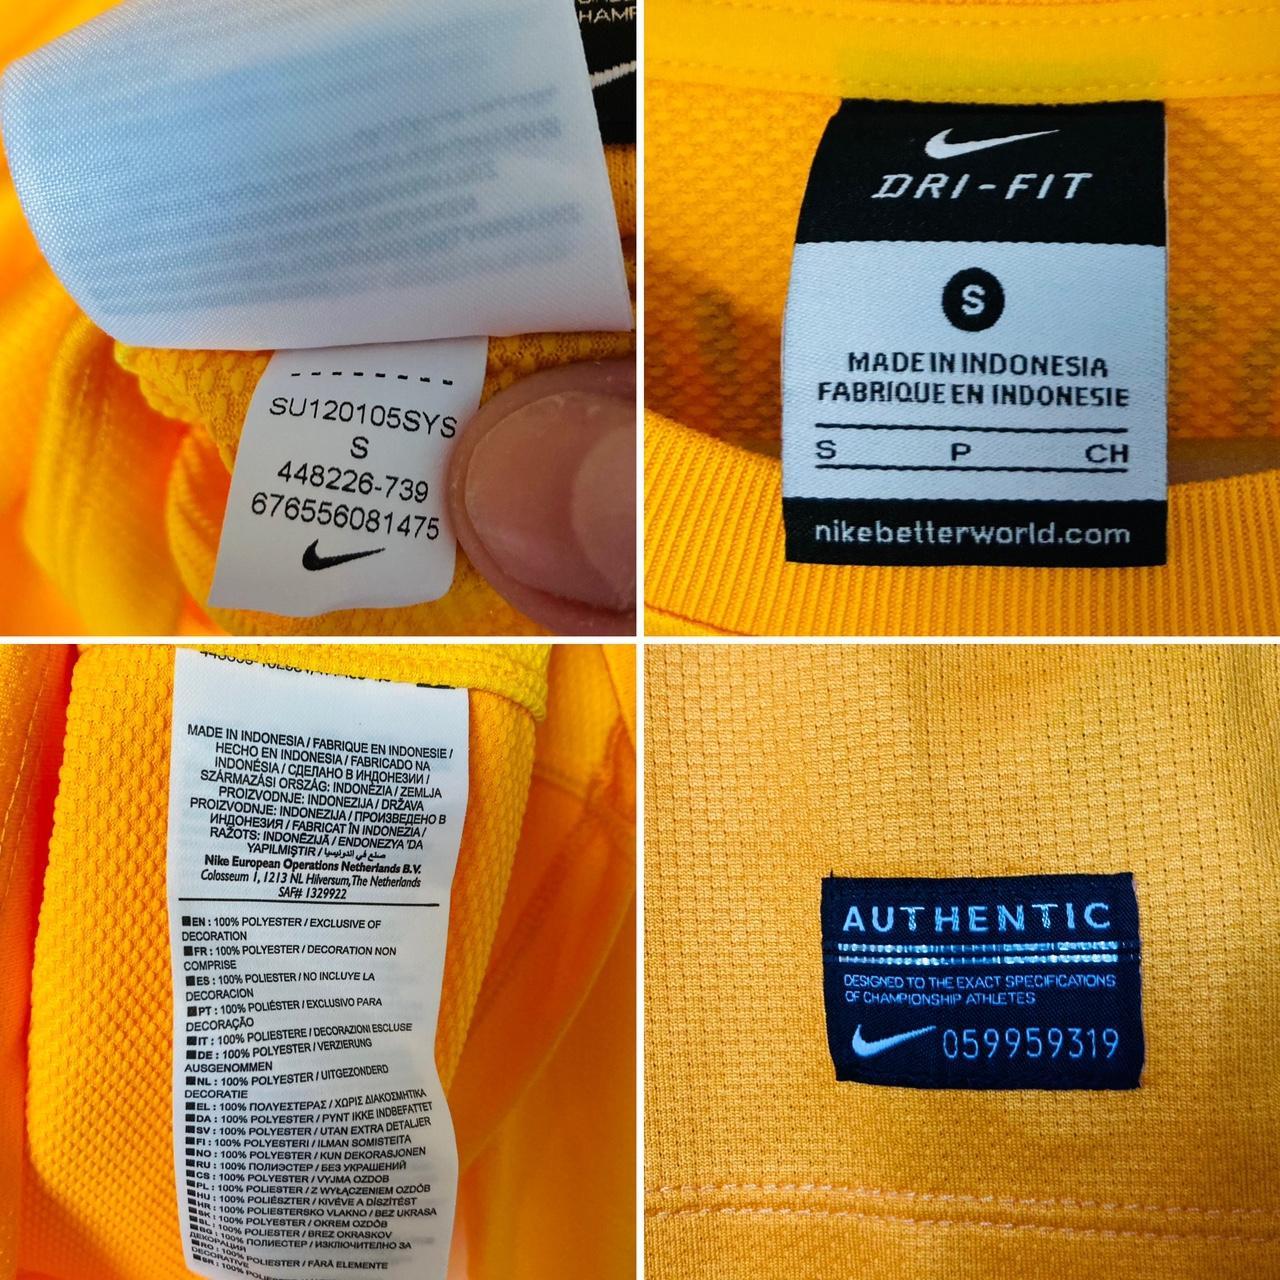 SU120105SYS
S
448226-739
676556081475
DRI-FIT
S
MADE IN INDONESIA
FABRIQUE EN INDONESIE
S P CH
nikebetterworld.com
MADE IN INDONESIA / FABRIQUE EN INDONESIE /
HECHO EN INDONESIA / FABRICADO NA
INDONÉSIA / СДЕЛАНО В ИНДОНЕЗИИ /
SZÁRMAZÁSI ORSZÁG: INDONÉZIA / ZEMLJA
PROIZVODNJE: INDONEZIJA / DRŽAVA
PROIZVODNJE: INDONEZIJA / ПРОИЗВЕДЕНО В
ИНДОНЕЗИЯ / FABRICAT ÎN INDONEZIA /
RAŽOTS: INDONĒZIJĀ / ENDONEZYA 'DA
YAPILMIŞTIR / صنع في اندونيسيا
Nike European Operations Netherlands B.V.
Colosseum 1, 1213 NL Hilversum, The Netherlands
SAF# 1329922
EN : 100% POLYESTER / EXCLUSIVE OF
DECORATION
FR : 100% POLYESTER / DECORATION NON
COMPRISE
ES : 100% POLIESTER / NO INCLUYE LA
DECORACION
PT : 100% POLIÉSTER / EXCLUSIVO PARA
DECORAÇÃO
IT : 100% POLIESTERE / DECORAZIONI ESCLUSE
DE : 100% POLYESTER / VERZIERUNG
AUSGENOMMEN
NL : 100% POLYESTER / UITGEZONDERD
DECORATIE
EL : 100% ΠΟΛΥΕΣΤΕΡΑΣ / ΧΩΡΙΣ ΔΙΑΚΟΣΜΗΤΙΚΑ
DA : 100% POLYESTER / PYNT IKKE INDBEFATTET
SV : 100% POLYESTER / UTAN EXTRA DETALJER
FI : 100% POLYESTERI / ILMAN SOMISTEITA
NO : 100% POLYESTER / KUN DEKORASJONEN
RU : 100% ПОЛИЭСТЕР / БЕЗ УКРАШЕНИЙ
CS : 100% POLYESTER / VYJMA OZDOB
PL : 100% POLIESTER / Z WYŁĄCZENIEM OZDÓB
HU : 100% POLIÉSZTER / KIVÉVE A DÍSZÍTÉST
HR : 100% POLIESTERSKO VLAKNO / BEZ UKRASA
SK : 100% POLYESTER / OKREM OZDÔB
SL : 100% POLIESTER / BREZ OKRASKOV
BG : 100% ПОЛИЕСТЕР / ИЗКЛЮЧИТЕЛНО ЗА
ДЕКОРАЦИЯ
RO : 100% POLIESTER / FĂRĂ ELEMENTE
DECORATIVE
AUTHENTIC
DESIGNED TO THE EXACT SPECIFICATIONS
OF CHAMPIONSHIP ATHLETES
059959319